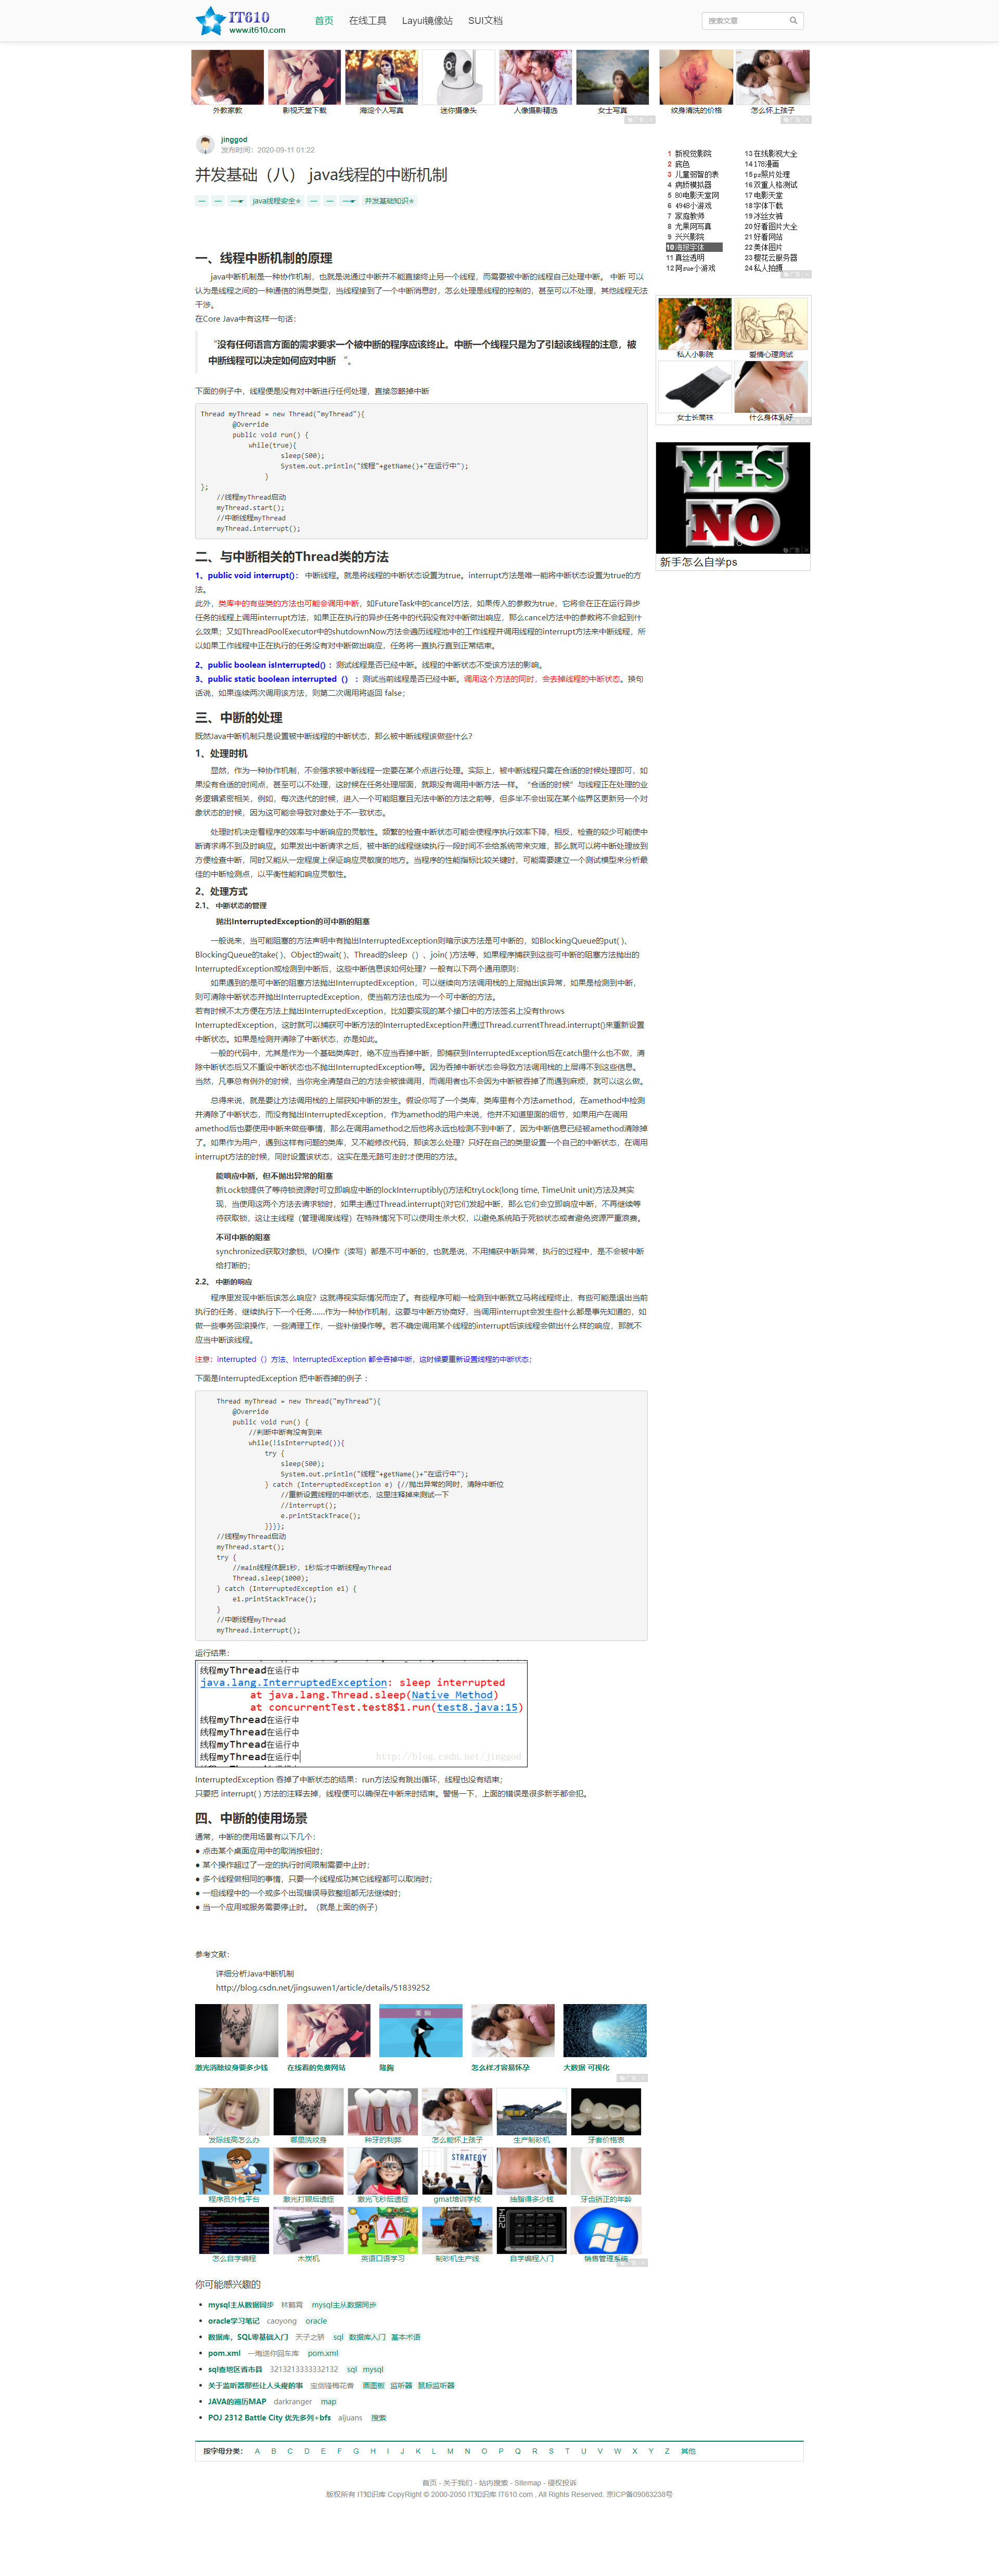 IT610
www.it610.com
首页 在线工具 Layui镜像站 SUI文档
搜索文章
外教家教 影视天堂下载 海淀个人写真 迷你摄像头 人像摄影精选 女士写真 纹身清洗的价格 怎么怀上孩子
jinggod
发布时间：2020-09-11 01:22
并发基础（八） java线程的中断机制
java线程安全⭐ 并发基础知识⭐
1 新视觉影院
2 底色
3 儿童弱智的表
4 病娇模拟器
5 80电影天堂网
6 4948小游戏
7 家庭教师
8 尤果网写真
9 兴兴影院
10 海报字体
11 真丝透明
12 阿sue小游戏
13 在线影视大全
14 178漫画
15 ps照片处理
16 双重人格测试
17 电影天堂
18 字体下载
19 冰丝女裤
20 好看图片大全
21 好看网站
22 奥体图片
23 樱花云服务器
24 私人拍摄
私人小影院 爱情心理测试
女士长筒袜 什么身体乳好
YES
NO
新手怎么自学ps
一、线程中断机制的原理
java中断机制是一种协作机制，也就是说通过中断并不能直接终止另一个线程，而需要被中断的线程自己处理中断。 中断 可以
认为是线程之间的一种通信的消息类型，当线程接到了一个中断消息时，怎么处理是线程的控制的，甚至可以不处理，其他线程无法
干涉。
在Core Java中有这样一句话：
“没有任何语言方面的需求要求一个被中断的程序应该终止。中断一个线程只是为了引起该线程的注意，被
中断线程可以决定如何应对中断 ”。
下面的例子中，线程便是没有对中断进行任何处理，直接忽略掉中断
Thread myThread = new Thread("myThread"){
@Override
public void run() {
while(true){
sleep(500);
System.out.println("线程"+getName()+"在运行中");
}
};
//线程myThread启动
myThread.start();
//中断线程myThread
myThread.interrupt();
二、与中断相关的Thread类的方法
1、public void interrupt()： 中断线程。就是将线程的中断状态设置为true。interrupt方法是唯一能将中断状态设置为true的方
法。
此外，类库中的有些类的方法也可能会调用中断，如FutureTask中的cancel方法，如果传入的参数为true，它将会在正在运行异步
任务的线程上调用interrupt方法，如果正在执行的异步任务中的代码没有对中断做出响应，那么cancel方法中的参数将不会起到什
么效果；又如ThreadPoolExecutor中的shutdownNow方法会遍历线程池中的工作线程并调用线程的interrupt方法来中断线程，所
以如果工作线程中正在执行的任务没有对中断做出响应，任务将一直执行直到正常结束。
2、public boolean isInterrupted() ：测试线程是否已经中断。线程的中断状态不受该方法的影响。
3、public static boolean interrupted（） ：测试当前线程是否已经中断。调用这个方法的同时，会去掉线程的中断状态。换句
话说，如果连续两次调用该方法，则第二次调用将返回 false；
三、中断的处理
既然Java中断机制只是设置被中断线程的中断状态，那么被中断线程该做些什么？
1、处理时机
显然，作为一种协作机制，不会强求被中断线程一定要在某个点进行处理。实际上，被中断线程只需在合适的时候处理即可，如
果没有合适的时间点，甚至可以不处理，这时候在任务处理层面，就跟没有调用中断方法一样。“合适的时候”与线程正在处理的业
务逻辑紧密相关，例如，每次迭代的时候，进入一个可能阻塞且无法中断的方法之前等，但多半不会出现在某个临界区更新另一个对
象状态的时候，因为这可能会导致对象处于不一致状态。
处理时机决定着程序的效率与中断响应的灵敏性。频繁的检查中断状态可能会使程序执行效率下降，相反，检查的较少可能使中
断请求得不到及时响应。如果发出中断请求之后，被中断的线程继续执行一段时间不会给系统带来灾难，那么就可以将中断处理放到
方便检查中断，同时又能从一定程度上保证响应灵敏度的地方。当程序的性能指标比较关键时，可能需要建立一个测试模型来分析最
佳的中断检测点，以平衡性能和响应灵敏性。
2、处理方式
2.1、 中断状态的管理
抛出InterruptedException的可中断的阻塞
一般说来，当可能阻塞的方法声明中有抛出InterruptedException则暗示该方法是可中断的，如BlockingQueue的put( )、
BlockingQueue的take( )、Object的wait( )、Thread的sleep（）、join( )方法等，如果程序捕获到这些可中断的阻塞方法抛出的
InterruptedException或检测到中断后，这些中断信息该如何处理？一般有以下两个通用原则：
如果遇到的是可中断的阻塞方法抛出InterruptedException，可以继续向方法调用栈的上层抛出该异常，如果是检测到中断，
则可清除中断状态并抛出InterruptedException，使当前方法也成为一个可中断的方法。
若有时候不太方便在方法上抛出InterruptedException，比如要实现的某个接口中的方法签名上没有throws
InterruptedException，这时就可以捕获可中断方法的InterruptedException并通过Thread.currentThread.interrupt()来重新设置
中断状态。如果是检测并清除了中断状态，亦是如此。
一般的代码中，尤其是作为一个基础类库时，绝不应当吞掉中断，即捕获到InterruptedException后在catch里什么也不做，清
除中断状态后又不重设中断状态也不抛出InterruptedException等。因为吞掉中断状态会导致方法调用栈的上层得不到这些信息。
当然，凡事总有例外的时候，当你完全清楚自己的方法会被谁调用，而调用者也不会因为中断被吞掉了而遇到麻烦，就可以这么做。
总得来说，就是要让方法调用栈的上层获知中断的发生。假设你写了一个类库，类库里有个方法amethod，在amethod中检测
并清除了中断状态，而没有抛出InterruptedException，作为amethod的用户来说，他并不知道里面的细节，如果用户在调用
amethod后也要使用中断来做些事情，那么在调用amethod之后他将永远也检测不到中断了，因为中断信息已经被amethod清除掉
了。如果作为用户，遇到这样有问题的类库，又不能修改代码，那该怎么处理？只好在自己的类里设置一个自己的中断状态，在调用
interrupt方法的时候，同时设置该状态，这实在是无路可走时才使用的方法。
能响应中断，但不抛出异常的阻塞
新Lock锁提供了等待锁资源时可立即响应中断的lockInterruptibly()方法和tryLock(long time, TimeUnit unit)方法及其实
现，当使用这两个方法去请求锁时，如果主通过Thread.interrupt()对它们发起中断，那么它们会立即响应中断，不再继续等
待获取锁，这让主线程（管理调度线程）在特殊情况下可以使用生杀大权，以避免系统陷于死锁状态或者避免资源严重浪费。
不可中断的阻塞
synchronized获取对象锁，I/O操作（读写）都是不可中断的，也就是说，不用捕获中断异常，执行的过程中，是不会被中断
给打断的；
2.2、 中断的响应
程序里发现中断后该怎么响应？这就得视实际情况而定了。有些程序可能一检测到中断就立马将线程终止，有些可能是退出当前
执行的任务，继续执行下一个任务……作为一种协作机制，这要与中断方协商好，当调用interrupt会发生些什么都是事先知道的，如
做一些事务回滚操作，一些清理工作，一些补偿操作等。若不确定调用某个线程的interrupt后该线程会做出什么样的响应，那就不
应当中断该线程。
注意：interrupted（）方法、InterruptedException 都会吞掉中断，这时候要重新设置线程的中断状态；
下面是InterruptedException 把中断吞掉的例子：
Thread myThread = new Thread("myThread"){
@Override
public void run() {
//判断中断有没有到来
while(!isInterrupted()){
try {
sleep(500);
System.out.println("线程"+getName()+"在运行中");
} catch (InterruptedException e) {//抛出异常的同时，清除中断位
//重新设置线程的中断状态，这里注释掉来测试一下
//interrupt();
e.printStackTrace();
}}}};
//线程myThread启动
myThread.start();
try {
//main线程休眠1秒，1秒后才中断线程myThread
Thread.sleep(1000);
} catch (InterruptedException e1) {
e1.printStackTrace();
}
//中断线程myThread
myThread.interrupt();
运行结果：
线程myThread在运行中
java.lang.InterruptedException: sleep interrupted
at java.lang.Thread.sleep(Native Method)
at concurrentTest.test8$1.run(test8.java:15)
线程myThread在运行中
线程myThread在运行中
线程myThread在运行中
线程myThread在运行中
http://blog.csdn.net/jinggod
InterruptedException 吞掉了中断状态的结果：run方法没有跳出循环，线程也没有结束；
只要把 interrupt( ) 方法的注释去掉，线程便可以确保在中断来时结束。警惕一下，上面的错误是很多新手都会犯。
四、中断的使用场景
通常，中断的使用场景有以下几个：
● 点击某个桌面应用中的取消按钮时；
● 某个操作超过了一定的执行时间限制需要中止时；
● 多个线程做相同的事情，只要一个线程成功其它线程都可以取消时；
● 一组线程中的一个或多个出现错误导致整组都无法继续时；
● 当一个应用或服务需要停止时。（就是上面的例子）
参考文献：
详细分析Java中断机制
http://blog.csdn.net/jingsuwen1/article/details/51839252
激光消除纹身要多少钱 在线看的免费网站 隆胸 怎么样才容易怀孕 大数据 可视化
发际线高怎么办 哪里洗纹身 种牙的利弊 怎么能怀上孩子 生产制砂机 牙套价格表
STRATEGY
程序员外包平台 激光打眼后遗症 激光飞秒后遗症 gmat培训学校 抽脂得多少钱 牙齿矫正的年龄
怎么自学编程 木炭机 英语口语学习 制砂机生产线 自学编程入门 销售管理系统
你可能感兴趣的
mysql主从数据同步 林鹤霄 mysql主从数据同步
oracle学习笔记 caoyong oracle
数据库，SQL零基础入门 天子之骄 sql 数据库入门 基本术语
pom.xml 一炮送你回车库 pom.xml
sql查地区省市县 3213213333332132 sql mysql
关于监听器那些让人头疼的事 宝剑锋梅花香 画图板 监听器 鼠标监听器
JAVA的遍历MAP darkranger map
POJ 2312 Battle City 优先多列+bfs aijuans 搜索
按字母分类： A B C D E F G H I J K L M N O P Q R S T U V W X Y Z 其他
首页 - 关于我们 - 站内搜索 - Sitemap - 侵权投诉
版权所有 IT知识库 CopyRight © 2000-2050 IT知识库 IT610.com , All Rights Reserved. 京ICP备09083238号